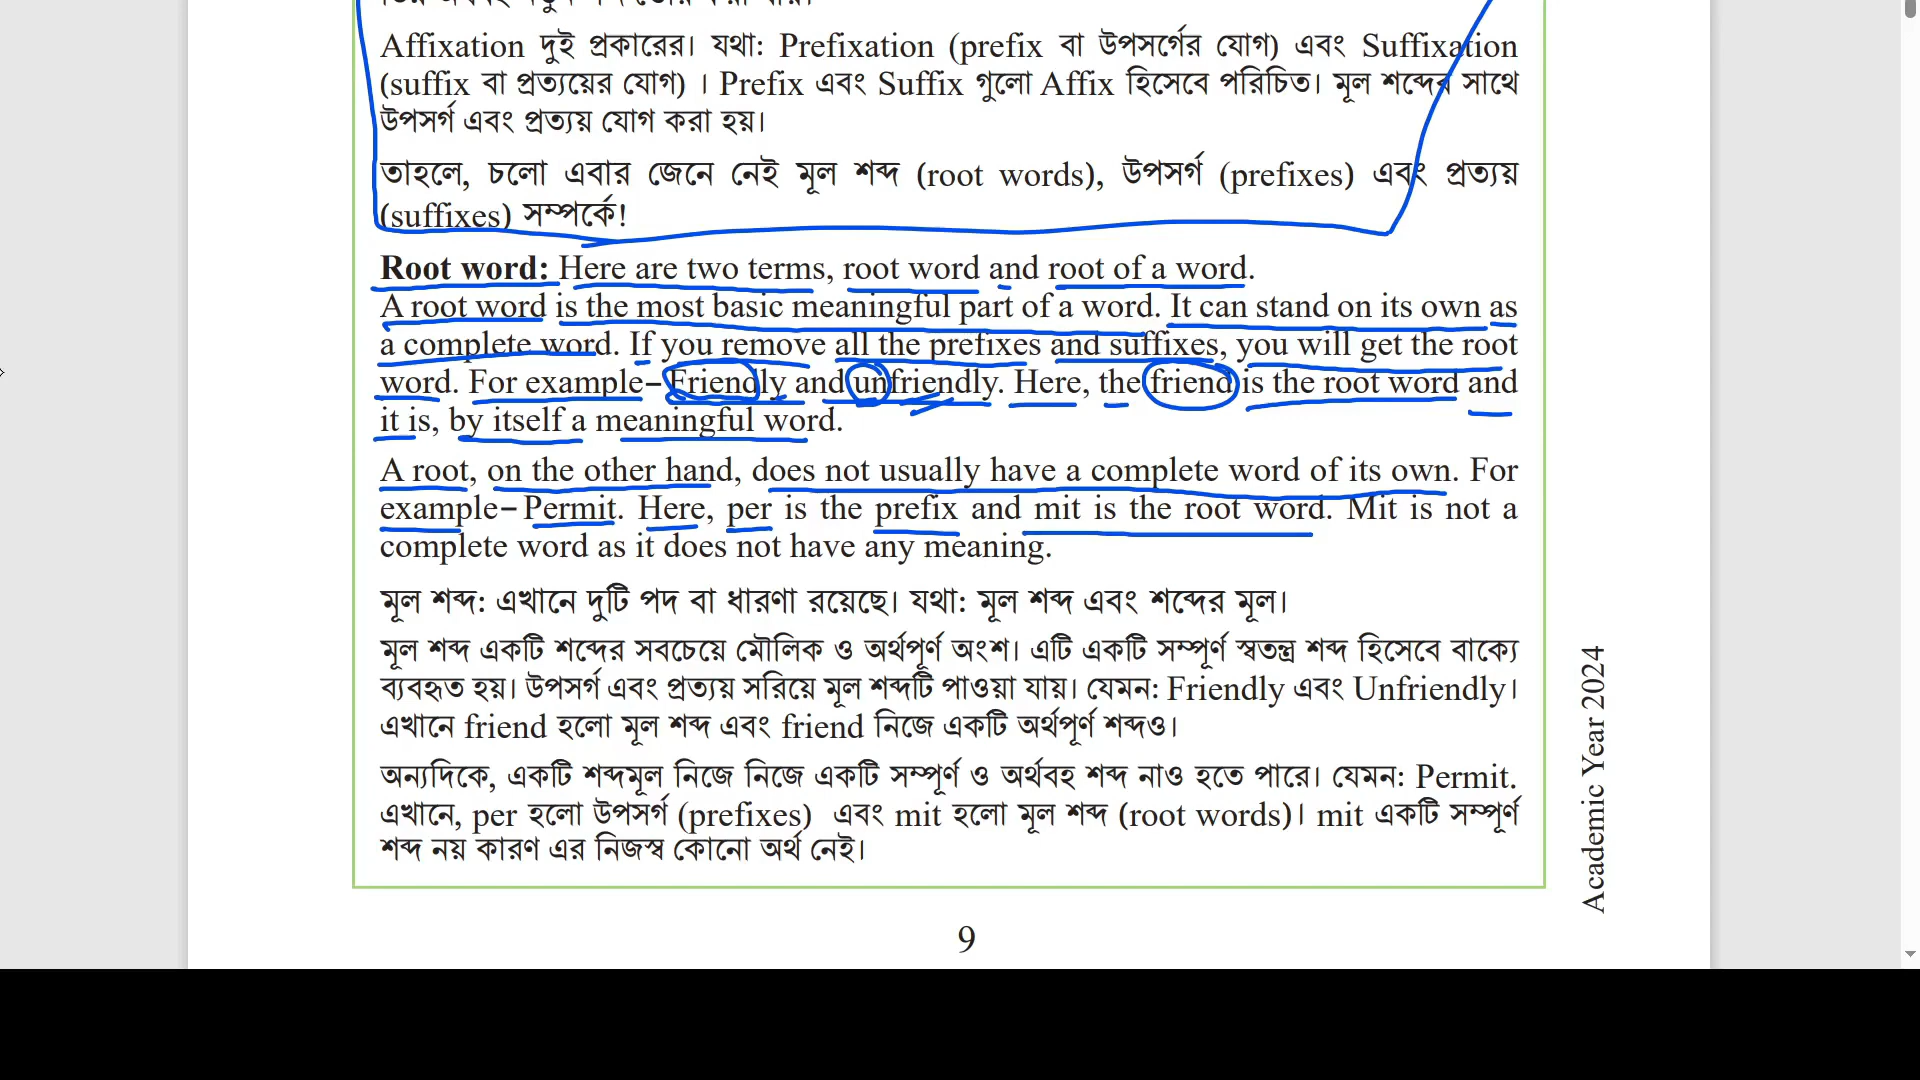 Affixation দুই প্রকারের। যথা: Prefixation (prefix বা উপসর্গের যোগ) এবং Suffixation
(suffix বা প্রত্যয়ের যোগ) । Prefix এবং Suffix গুলো Affix হিসেবে পরিচিত। মূল শব্দের সাথে
উপসর্গ এবং প্রত্যয় যোগ করা হয়।
তাহলে, চলো এবার জেনে নেই মূল শব্দ (root words), উপসর্গ (prefixes) এবং প্রত্যয়
(suffixes) সম্পর্কে!
Root word: Here are two terms, root word and root of a word.
A root word is the most basic meaningful part of a word. It can stand on its own as
a complete word. If you remove all the prefixes and suffixes, you will get the root
word. For example– Friendly and unfriendly. Here, the friend is the root word and
it is, by itself a meaningful word.
A root, on the other hand, does not usually have a complete word of its own. For
example– Permit. Here, per is the prefix and mit is the root word. Mit is not a
complete word as it does not have any meaning.
মূল শব্দ: এখানে দুটি পদ বা ধারণা রয়েছে। যথা: মূল শব্দ এবং শব্দের মূল।
মূল শব্দ একটি শব্দের সবচেয়ে মৌলিক ও অর্থপূর্ণ অংশ। এটি একটি সম্পূর্ণ স্বতন্ত্র শব্দ হিসেবে বাক্যে
ব্যবহৃত হয়। উপসর্গ এবং প্রত্যয় সরিয়ে মূল শব্দটি পাওয়া যায়। যেমন: Friendly এবং Unfriendly।
এখানে friend হলো মূল শব্দ এবং friend নিজে একটি অর্থপূর্ণ শব্দও।
অন্যদিকে, একটি শব্দমূল নিজে নিজে একটি সম্পূর্ণ ও অর্থবহ শব্দ নাও হতে পারে। যেমন: Permit.
এখানে, per হলো উপসর্গ (prefixes) এবং mit হলো মূল শব্দ (root words)। mit একটি সম্পূর্ণ
শব্দ নয় কারণ এর নিজস্ব কোনো অর্থ নেই।
Academic Year 2024
9